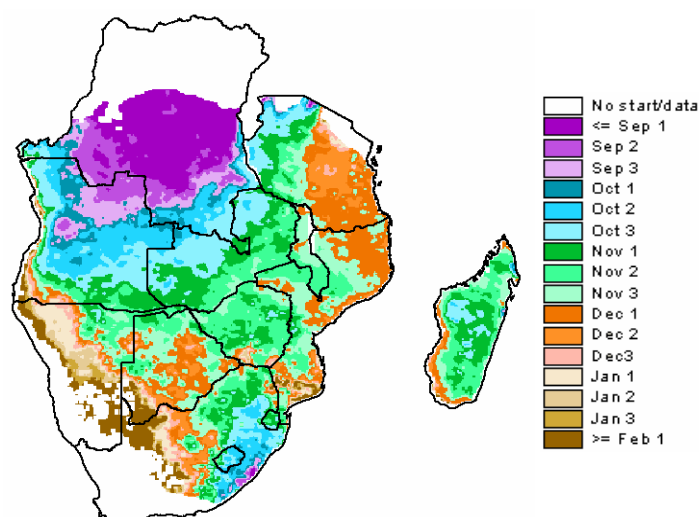 No start/data
<= Sep 1
Sep 2
Sep 3
Oct 1
Oct 2
Oct 3
Nov 1
Nov 2
Nov 3
Dec 1
Dec 2
Dec3
Jan 1
Jan 2
Jan 3
>= Feb 1